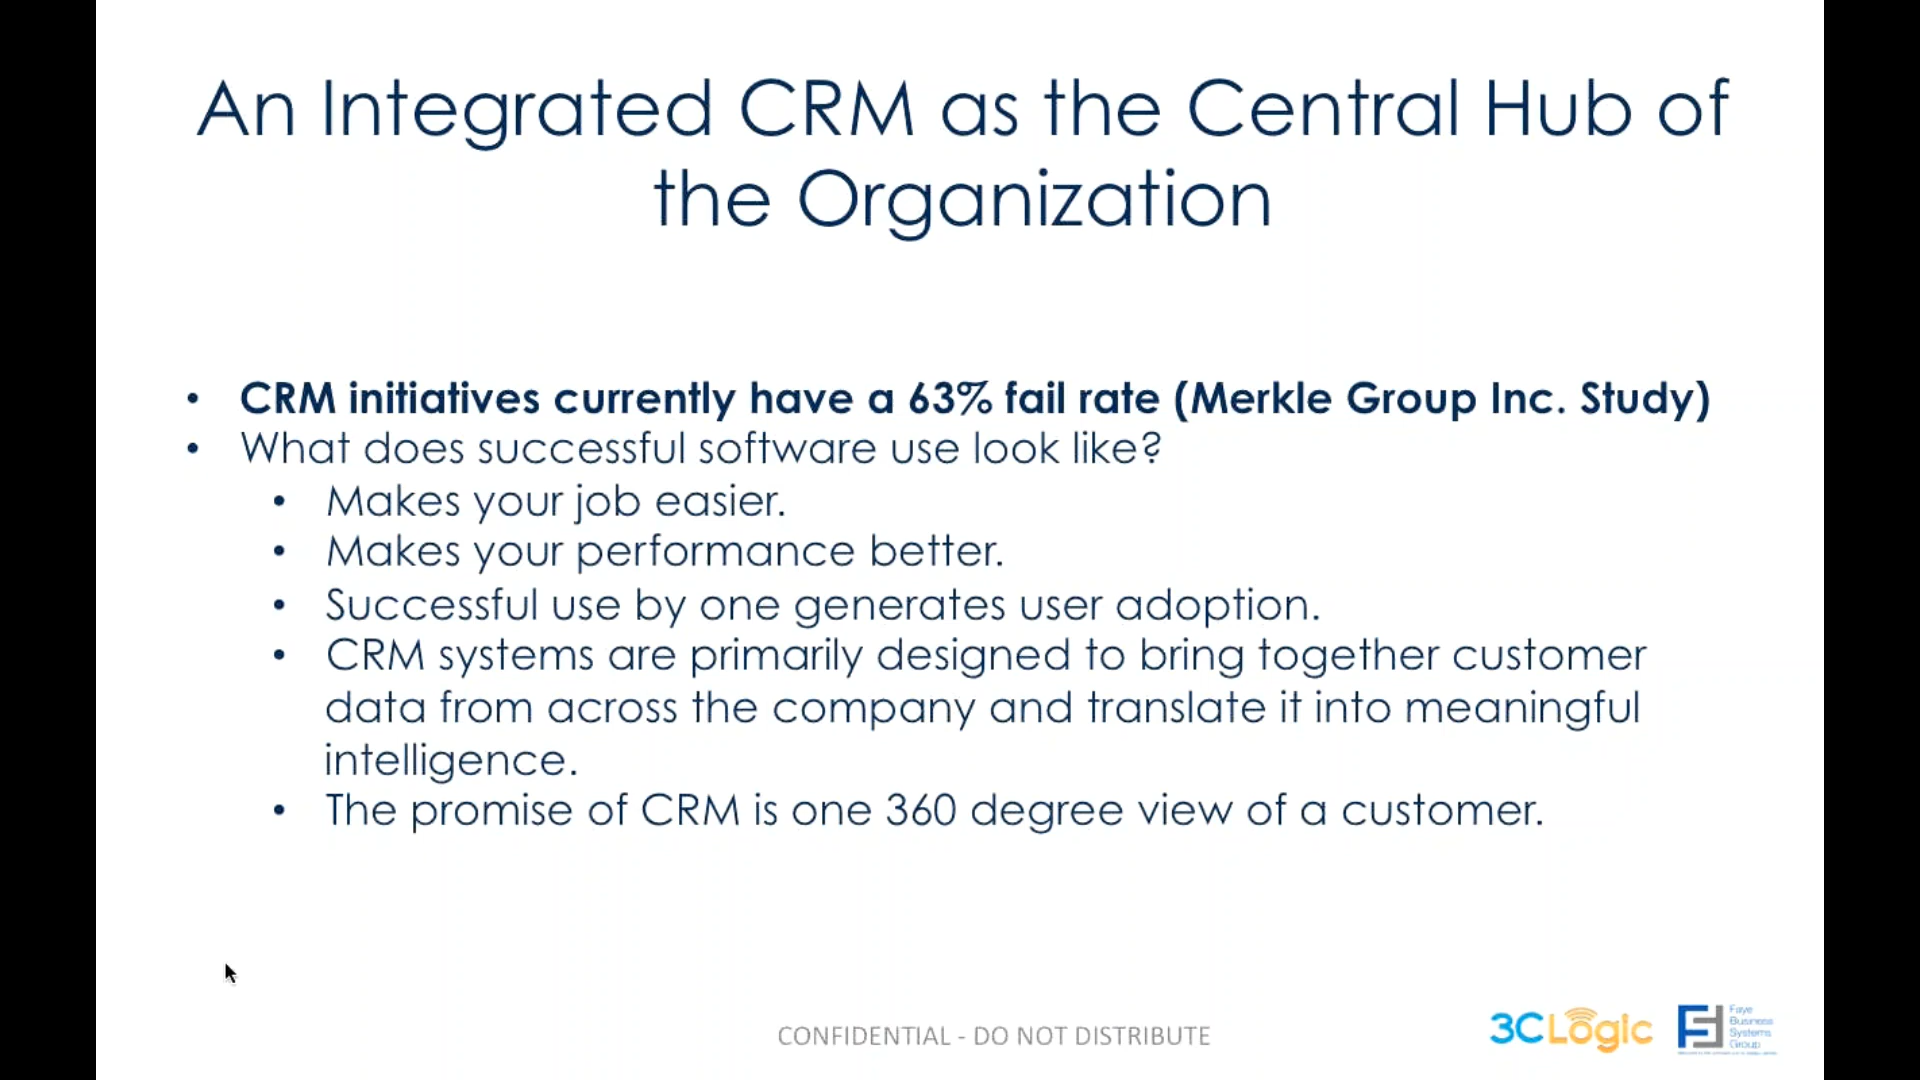 An Integrated CRM as the Central Hub of
the Organization
• CRM initiatives currently have a 63% fail rate (Merkle Group Inc. Study)
• What does successful software use look like?
• Makes your job easier.
• Makes your performance better.
• Successful use by one generates user adoption.
• CRM systems are primarily designed to bring together customer
data from across the company and translate it into meaningful
intelligence.
• The promise of CRM is one 360 degree view of a customer.
CONFIDENTIAL - DO NOT DISTRIBUTE
3CLogic
Faye
Business
Systems
Group